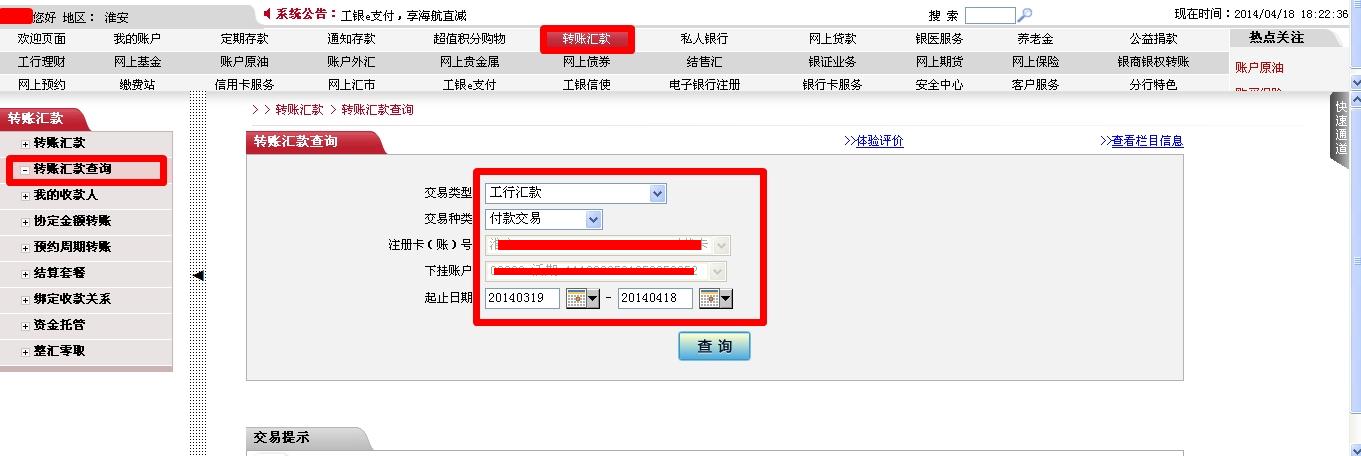 您好 地区： 淮安
系统公告： 工银e支付，享海航直减
搜 索
现在时间：2014/04/18 18:22:36
欢迎页面 我的账户 定期存款 通知存款 超值积分购物 转账汇款 私人银行 网上贷款 银医服务 养老金 公益捐款
热点关注
工行理财 网上基金 账户原油 账户外汇 网上贵金属 网上债券 结售汇 银证业务 网上期货 网上保险 银商银权转账
账户原油
网上预约 缴费站 信用卡服务 网上汇市 工银e支付 工银信使 电子银行注册 银行卡服务 安全中心 客户服务 分行特色
快速通道
转账汇款
转账汇款
转账汇款查询
我的收款人
协定金额转账
预约周期转账
结算套餐
绑定收款关系
资金托管
整汇零取
> > 转账汇款 > 转账汇款查询
转账汇款查询
>>体验评价
>>查看栏目信息
交易类型 工行汇款
交易种类 付款交易
注册卡（账）号
下挂账户
起止日期 20140319 - 20140418
查 询
交易提示